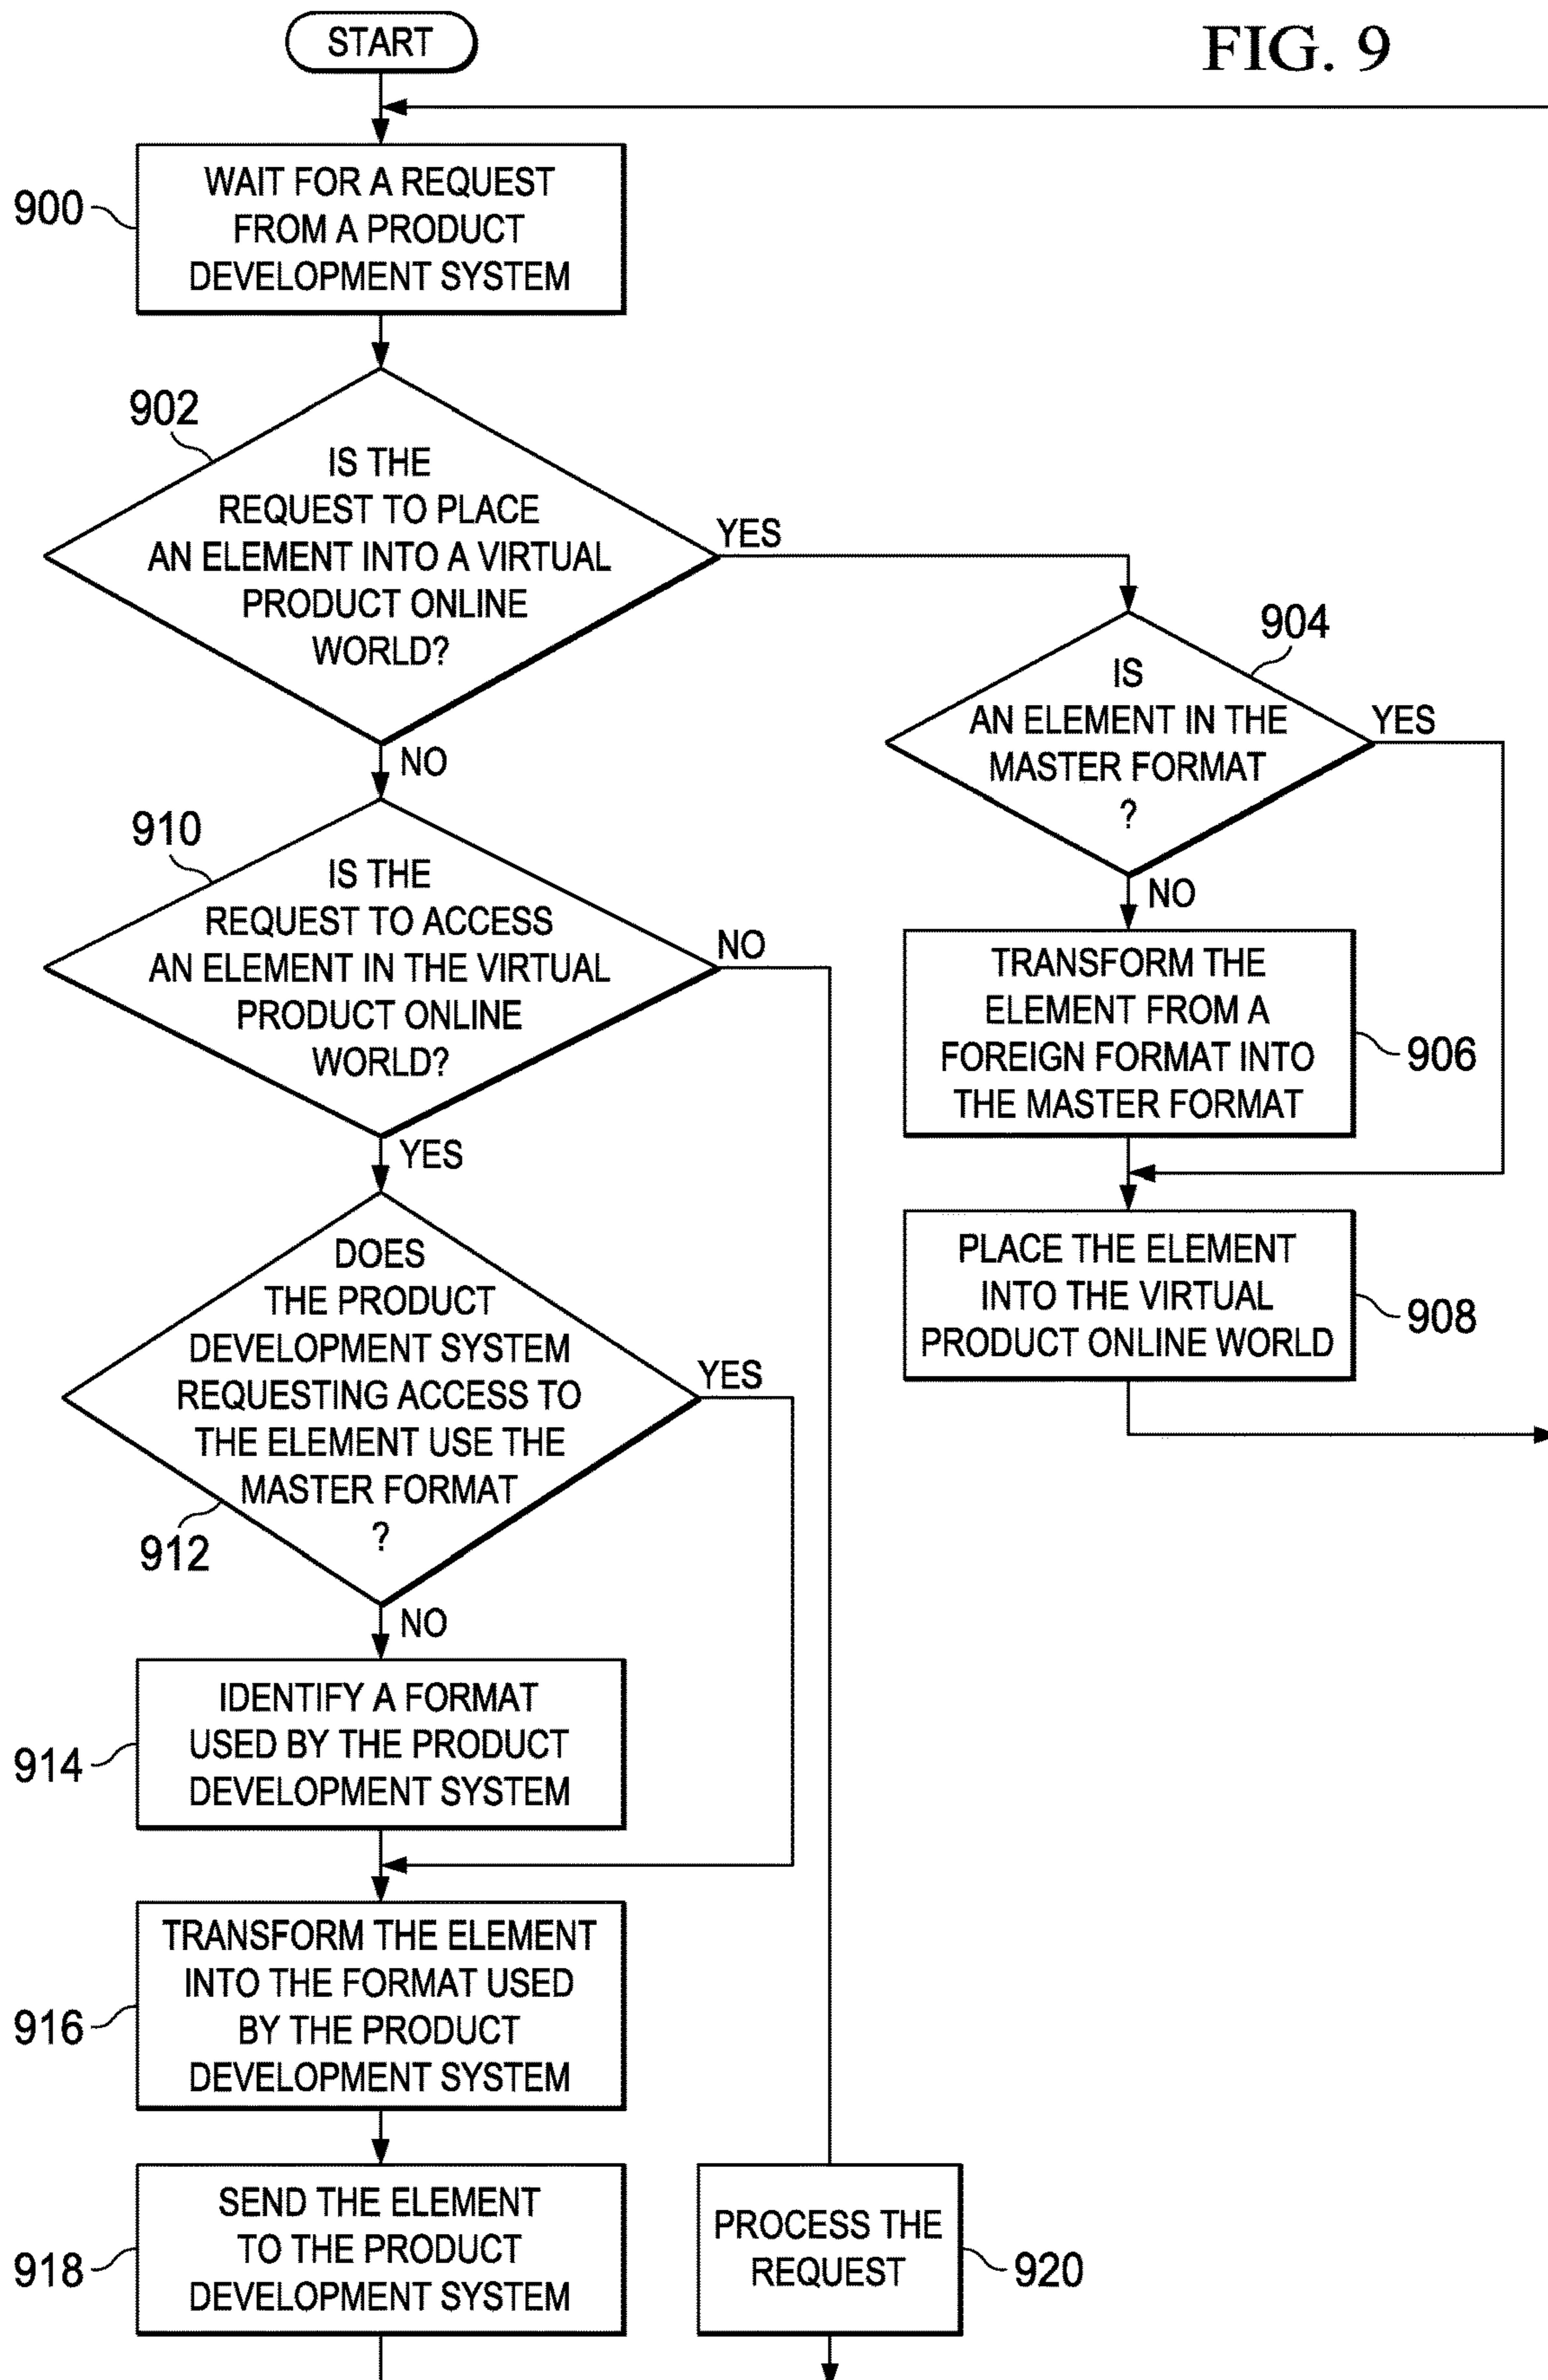 FIG. 9
START
900
WAIT FOR A REQUEST
FROM A PRODUCT
DEVELOPMENT SYSTEM
902
IS THE
REQUEST TO PLACE
AN ELEMENT INTO A VIRTUAL
PRODUCT ONLINE
WORLD?
YES
NO
904
IS
AN ELEMENT IN THE
MASTER FORMAT
?
YES
NO
906
TRANSFORM THE
ELEMENT FROM A
FOREIGN FORMAT INTO
THE MASTER FORMAT
908
PLACE THE ELEMENT
INTO THE VIRTUAL
PRODUCT ONLINE WORLD
910
IS THE
REQUEST TO ACCESS
AN ELEMENT IN THE VIRTUAL
PRODUCT ONLINE
WORLD?
NO
YES
912
DOES
THE PRODUCT
DEVELOPMENT SYSTEM
REQUESTING ACCESS TO
THE ELEMENT USE THE
MASTER FORMAT
?
YES
NO
914
IDENTIFY A FORMAT
USED BY THE PRODUCT
DEVELOPMENT SYSTEM
916
TRANSFORM THE ELEMENT
INTO THE FORMAT USED
BY THE PRODUCT
DEVELOPMENT SYSTEM
918
SEND THE ELEMENT
TO THE PRODUCT
DEVELOPMENT SYSTEM
PROCESS THE
REQUEST
920